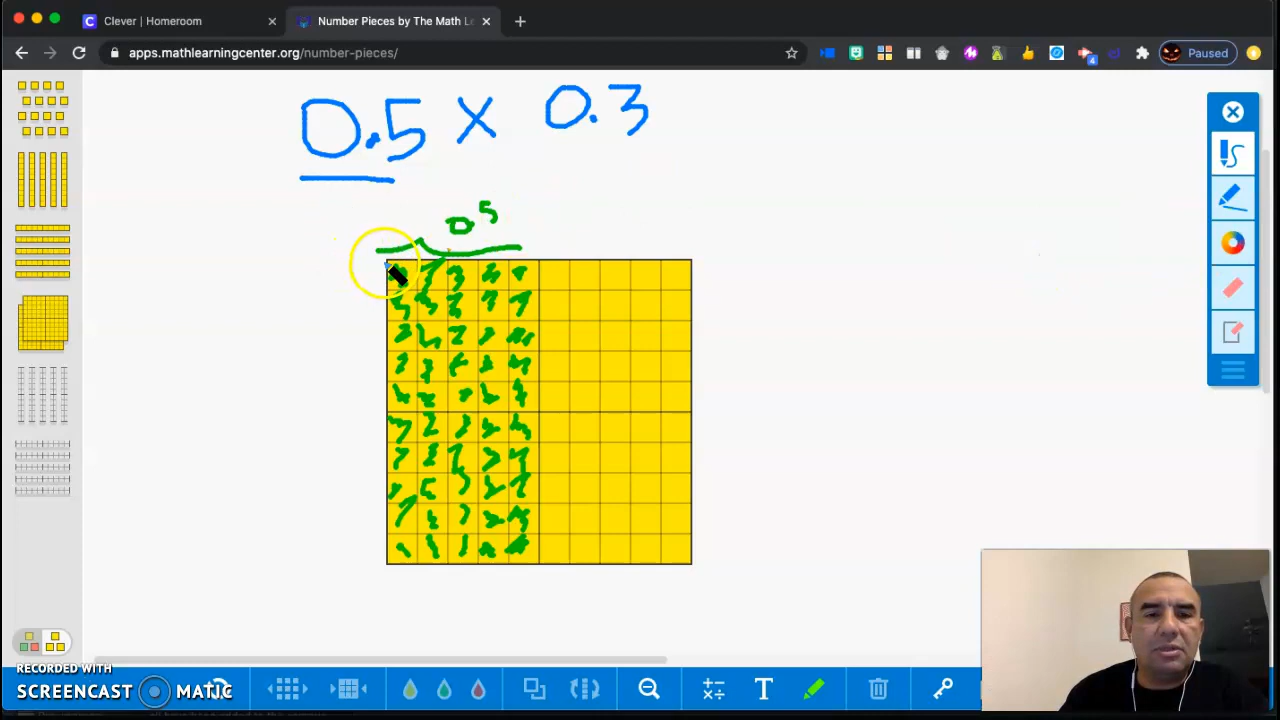 Clever | Homeroom
Number Pieces by The Math Le
apps.mathlearningcenter.org/number-pieces/
Paused
4
0.5 x 0.3
0.5
RECORDED WITH
SCREENCAST MATIC
T